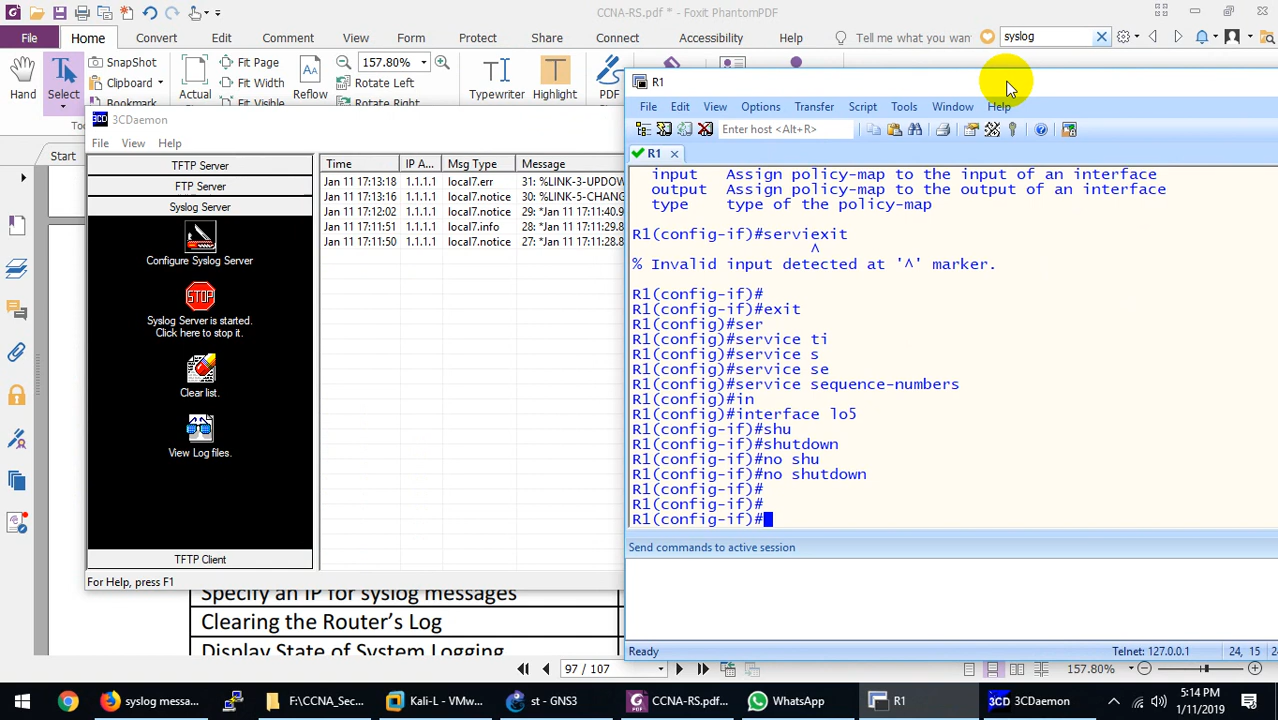 CCNA-RS.pdf * - Foxit PhantomPDF
File Home Convert Edit Comment View Form Protect Share Connect Accessibility Help Tell me what you wan syslog
Hand
Select
SnapShot
Clipboard
Bookmark
Actual
Fit Page
Fit Width
Reflow
157.80%
Rotate Left
Rotate Right
Typewriter
Highlight
PDF
Start
3CDaemon
File View Help
TFTP Server
FTP Server
Syslog Server
Configure Syslog Server
STOP
Syslog Server is started.
Click here to stop it.
Clear list.
View Log files.
TFTP Client
For Help, press F1
Time IP A... Msg Type Message
Jan 11 17:13:18 1.1.1.1 local7.err 31: %LINK-3-UPDOW
Jan 11 17:13:16 1.1.1.1 local7.notice 30: %LINK-5-CHANG
Jan 11 17:12:02 1.1.1.1 local7.notice 29: *Jan 11 17:11:40.9
Jan 11 17:11:51 1.1.1.1 local7.info 28: *Jan 11 17:11:29.8
Jan 11 17:11:50 1.1.1.1 local7.notice 27: *Jan 11 17:11:28.8
R1
File Edit View Options Transfer Script Tools Window Help
Enter host <Alt+R>
R1
input Assign policy-map to the input of an interface
output Assign policy-map to the output of an interface
type type of the policy-map
R1(config-if)#serviexit
^
% Invalid input detected at '^' marker.
R1(config-if)#
R1(config-if)#exit
R1(config)#ser
R1(config)#service ti
R1(config)#service s
R1(config)#service se
R1(config)#service sequence-numbers
R1(config)#in
R1(config)#interface lo5
R1(config-if)#shu
R1(config-if)#shutdown
R1(config-if)#no shu
R1(config-if)#no shutdown
R1(config-if)#
R1(config-if)#
R1(config-if)#
Send commands to active session
Ready Telnet: 127.0.0.1 24, 15
Specify an IP for syslog messages
Clearing the Router's Log
Display State of System Logging
97 / 107
157.80%
syslog messa...
F:\CCNA_Sec...
Kali-L - VMw...
st - GNS3
CCNA-RS.pdf...
WhatsApp
R1
3CD 3CDaemon
5:14 PM
1/11/2019